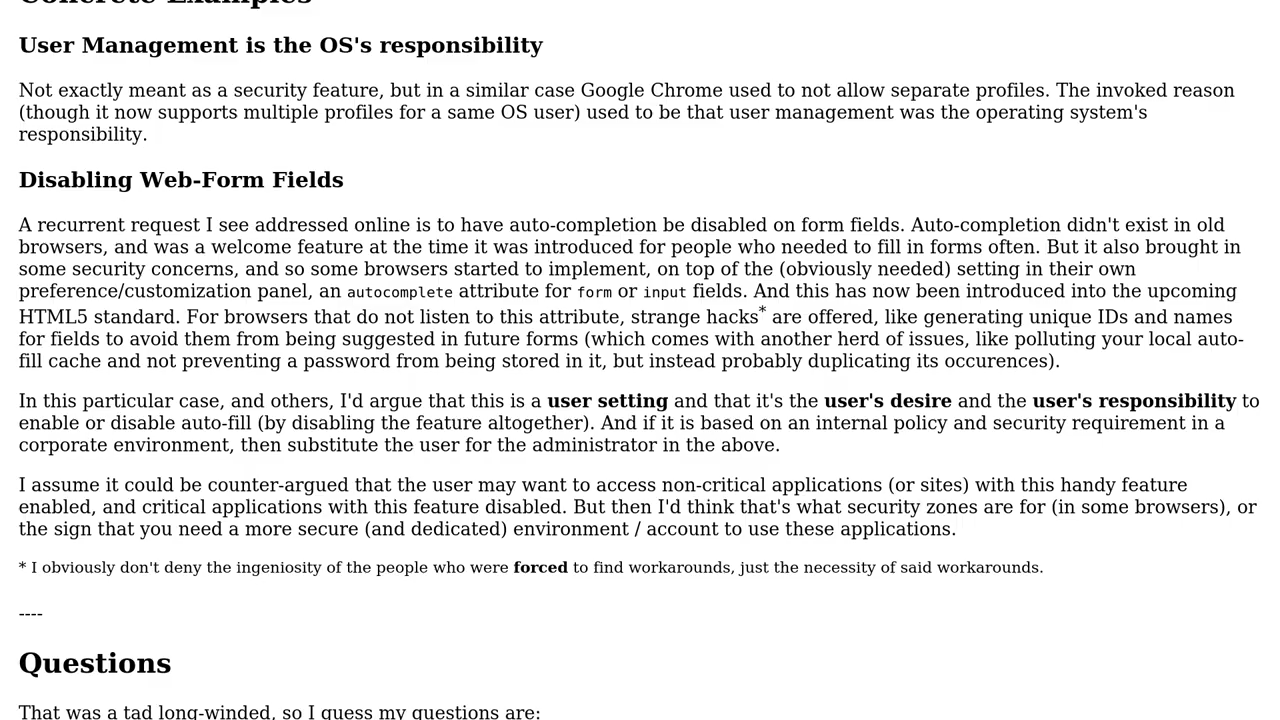 Concrete Examples
User Management is the OS's responsibility
Not exactly meant as a security feature, but in a similar case Google Chrome used to not allow separate profiles. The invoked reason
(though it now supports multiple profiles for a same OS user) used to be that user management was the operating system's
responsibility.
Disabling Web-Form Fields
A recurrent request I see addressed online is to have auto-completion be disabled on form fields. Auto-completion didn't exist in old
browsers, and was a welcome feature at the time it was introduced for people who needed to fill in forms often. But it also brought in
some security concerns, and so some browsers started to implement, on top of the (obviously needed) setting in their own
preference/customization panel, an autocomplete attribute for form or input fields. And this has now been introduced into the upcoming
HTML5 standard. For browsers that do not listen to this attribute, strange hacks* are offered, like generating unique IDs and names
for fields to avoid them from being suggested in future forms (which comes with another herd of issues, like polluting your local auto-
fill cache and not preventing a password from being stored in it, but instead probably duplicating its occurences).
In this particular case, and others, I'd argue that this is a user setting and that it's the user's desire and the user's responsibility to
enable or disable auto-fill (by disabling the feature altogether). And if it is based on an internal policy and security requirement in a
corporate environment, then substitute the user for the administrator in the above.
I assume it could be counter-argued that the user may want to access non-critical applications (or sites) with this handy feature
enabled, and critical applications with this feature disabled. But then I'd think that's what security zones are for (in some browsers), or
the sign that you need a more secure (and dedicated) environment / account to use these applications.
* I obviously don't deny the ingeniosity of the people who were forced to find workarounds, just the necessity of said workarounds.
----
Questions
That was a tad long-winded, so I guess my questions are: